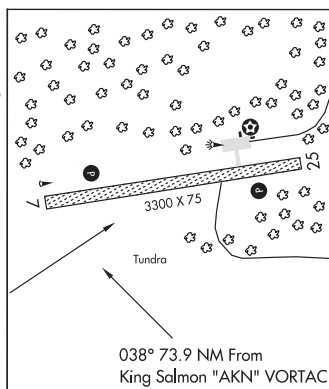 P
7
3300 X 75
25
P
Tundra
038° 73.9 NM From
King Salmon "AKN" VORTAC